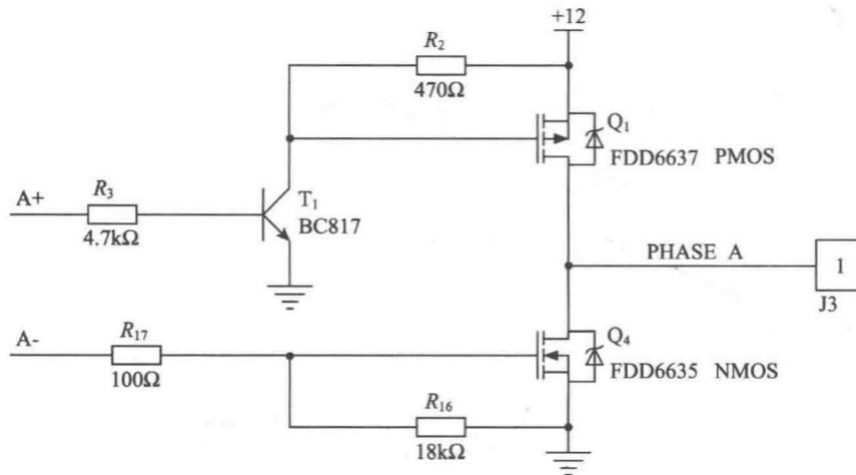 +12
R2
470Ω
Q1
FDD6637 PMOS
A+
R3
4.7kΩ
T1
BC817
PHASE A
1
J3
A-
R17
100Ω
Q4
FDD6635 NMOS
R16
18kΩ